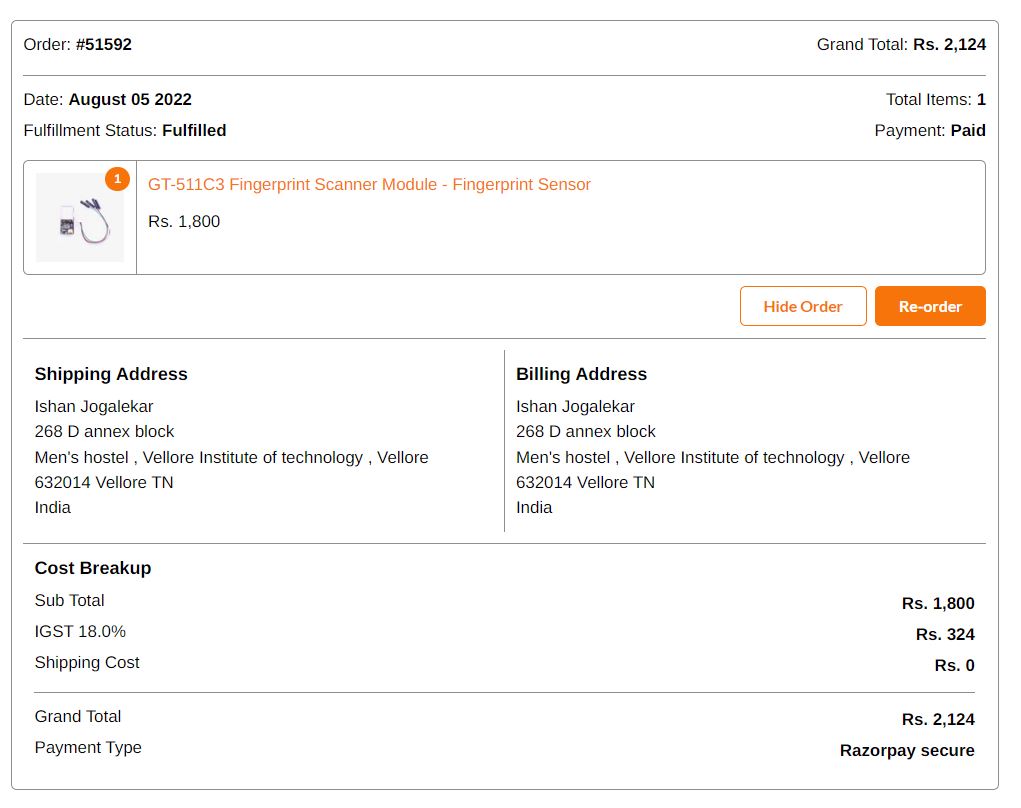 Order: #51592
Grand Total: Rs. 2,124
Date: August 05 2022
Total Items: 1
Fulfillment Status: Fulfilled
Payment: Paid
1
GT-511C3 Fingerprint Scanner Module - Fingerprint Sensor
Rs. 1,800
Hide Order
Re-order
Shipping Address
Ishan Jogalekar
268 D annex block
Men's hostel , Vellore Institute of technology , Vellore
632014 Vellore TN
India
Billing Address
Ishan Jogalekar
268 D annex block
Men's hostel , Vellore Institute of technology , Vellore
632014 Vellore TN
India
Cost Breakup
Sub Total
Rs. 1,800
IGST 18.0%
Rs. 324
Shipping Cost
Rs. 0
Grand Total
Rs. 2,124
Payment Type
Razorpay secure